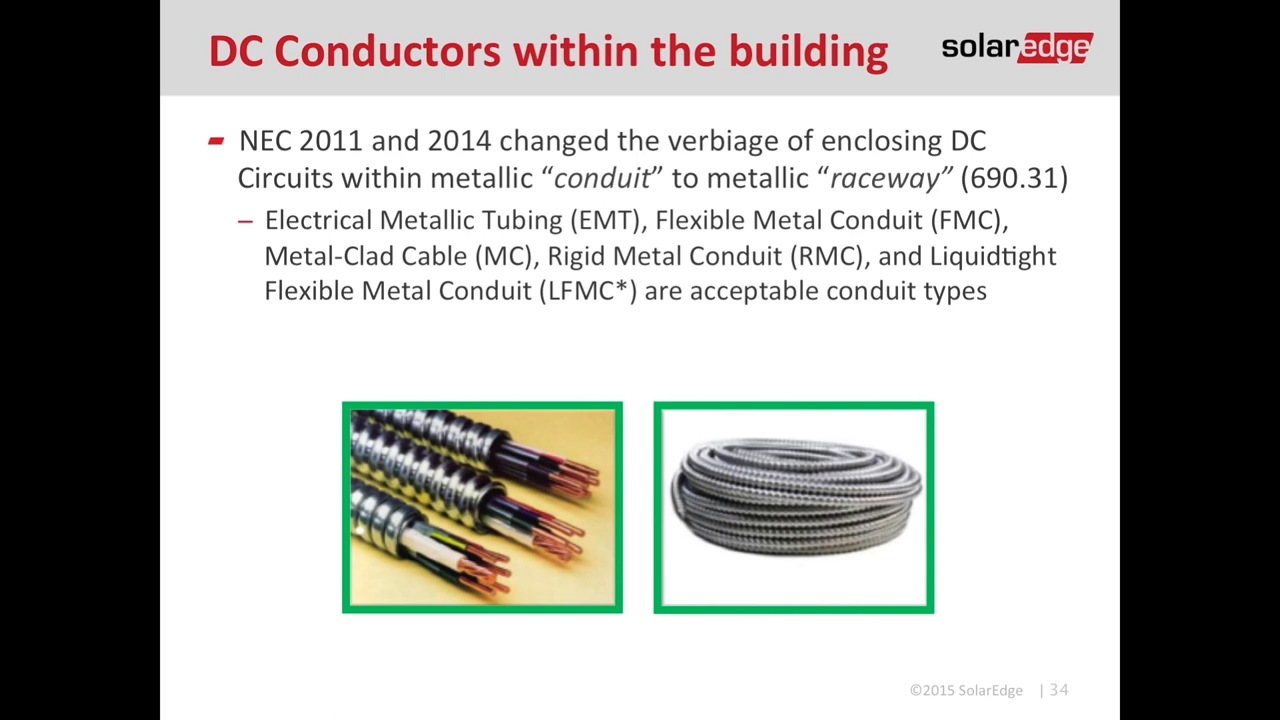 DC Conductors within the building
solaredge
NEC 2011 and 2014 changed the verbiage of enclosing DC
Circuits within metallic “conduit” to metallic “raceway” (690.31)
– Electrical Metallic Tubing (EMT), Flexible Metal Conduit (FMC),
Metal-Clad Cable (MC), Rigid Metal Conduit (RMC), and Liquidtight
Flexible Metal Conduit (LFMC*) are acceptable conduit types
©2015 SolarEdge | 34